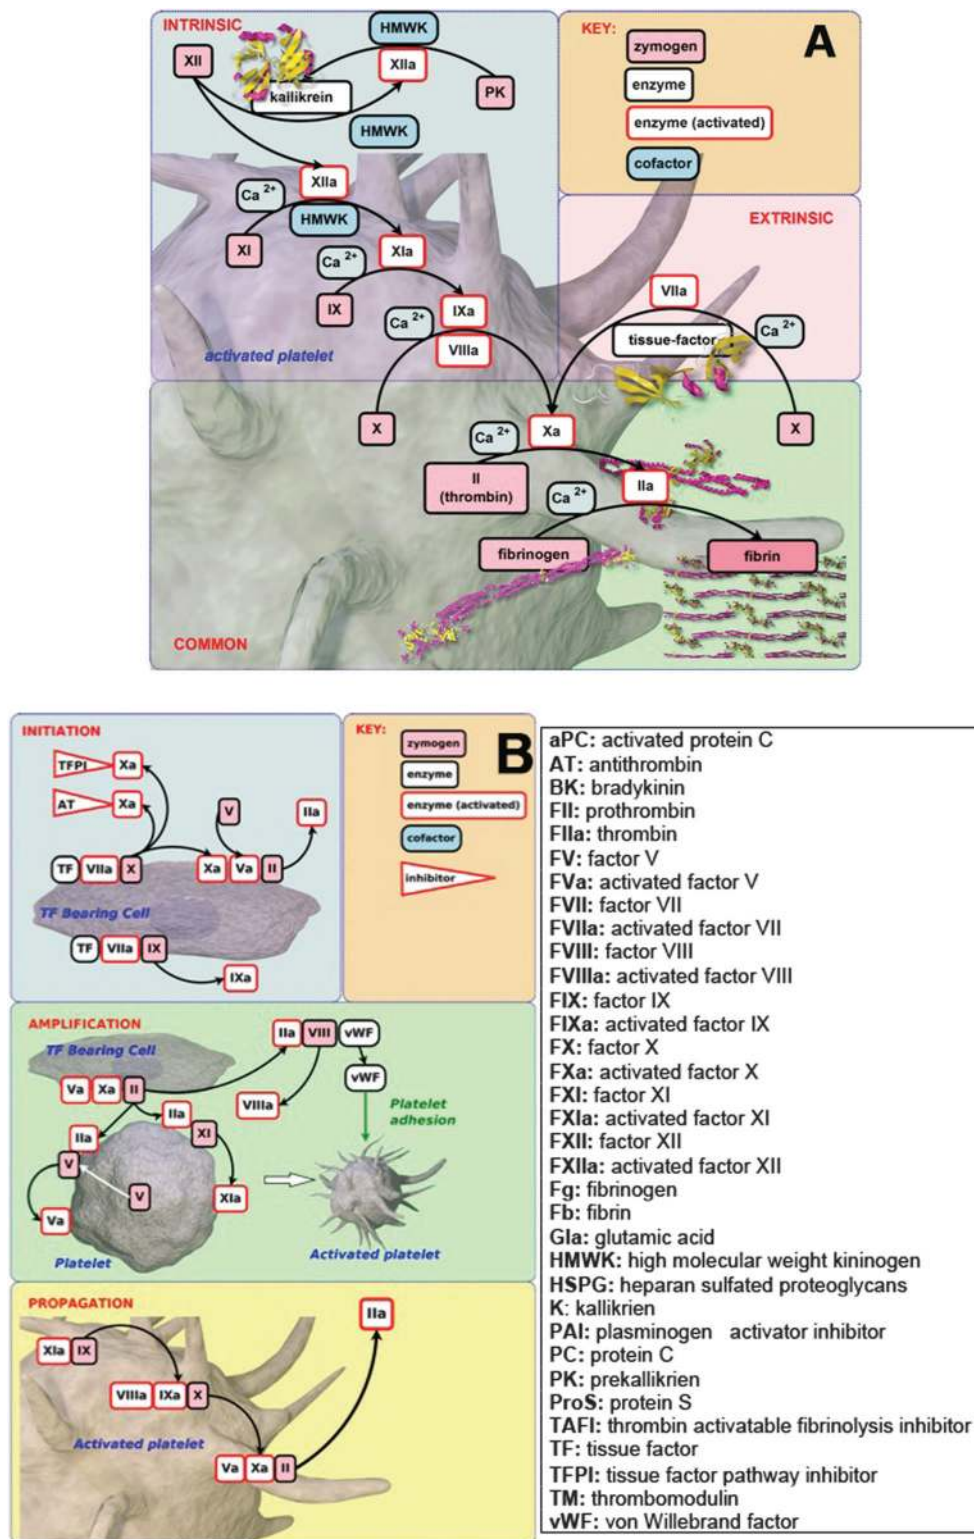 INTRINSIC
HMWK
XII
XIIa
kallikrein
PK
HMWK
XIIa
Ca 2+
HMWK
XI
XIa
Ca 2+
IX
IXa
Ca 2+
VIIIa
activated platelet
KEY:
A
zymogen
enzyme
enzyme (activated)
cofactor
EXTRINSIC
VIIa
tissue-factor
Ca 2+
X
Xa
X
Ca 2+
II
(thrombin)
IIa
Ca 2+
fibrinogen
fibrin
COMMON
INITIATION
TFPI Xa
AT Xa
V
IIa
TF VIIa X
Xa Va II
TF Bearing Cell
TF VIIa IX
IXa
KEY:
B
zymogen
enzyme
enzyme (activated)
cofactor
inhibitor
AMPLIFICATION
TF Bearing Cell
IIa VIII vWF
vWF
Va Xa II
VIIIa
Platelet
adhesion
IIa
IIa
XI
V
V
XIa
Va
Platelet
Activated platelet
PROPAGATION
IIa
XIa IX
VIIIa IXa X
Activated platelet
Va Xa II
aPC: activated protein C
AT: antithrombin
BK: bradykinin
FII: prothrombin
FIIa: thrombin
FV: factor V
FVa: activated factor V
FVII: factor VII
FVIIa: activated factor VII
FVIII: factor VIII
FVIIIa: activated factor VIII
FIX: factor IX
FIXa: activated factor IX
FX: factor X
FXa: activated factor X
FXI: factor XI
FXIa: activated factor XI
FXII: factor XII
FXIIa: activated factor XII
Fg: fibrinogen
Fb: fibrin
Gla: glutamic acid
HMWK: high molecular weight kininogen
HSPG: heparan sulfated proteoglycans
K: kallikrien
PAI: plasminogen activator inhibitor
PC: protein C
PK: prekallikrien
ProS: protein S
TAFI: thrombin activatable fibrinolysis inhibitor
TF: tissue factor
TFPI: tissue factor pathway inhibitor
TM: thrombomodulin
vWF: von Willebrand factor